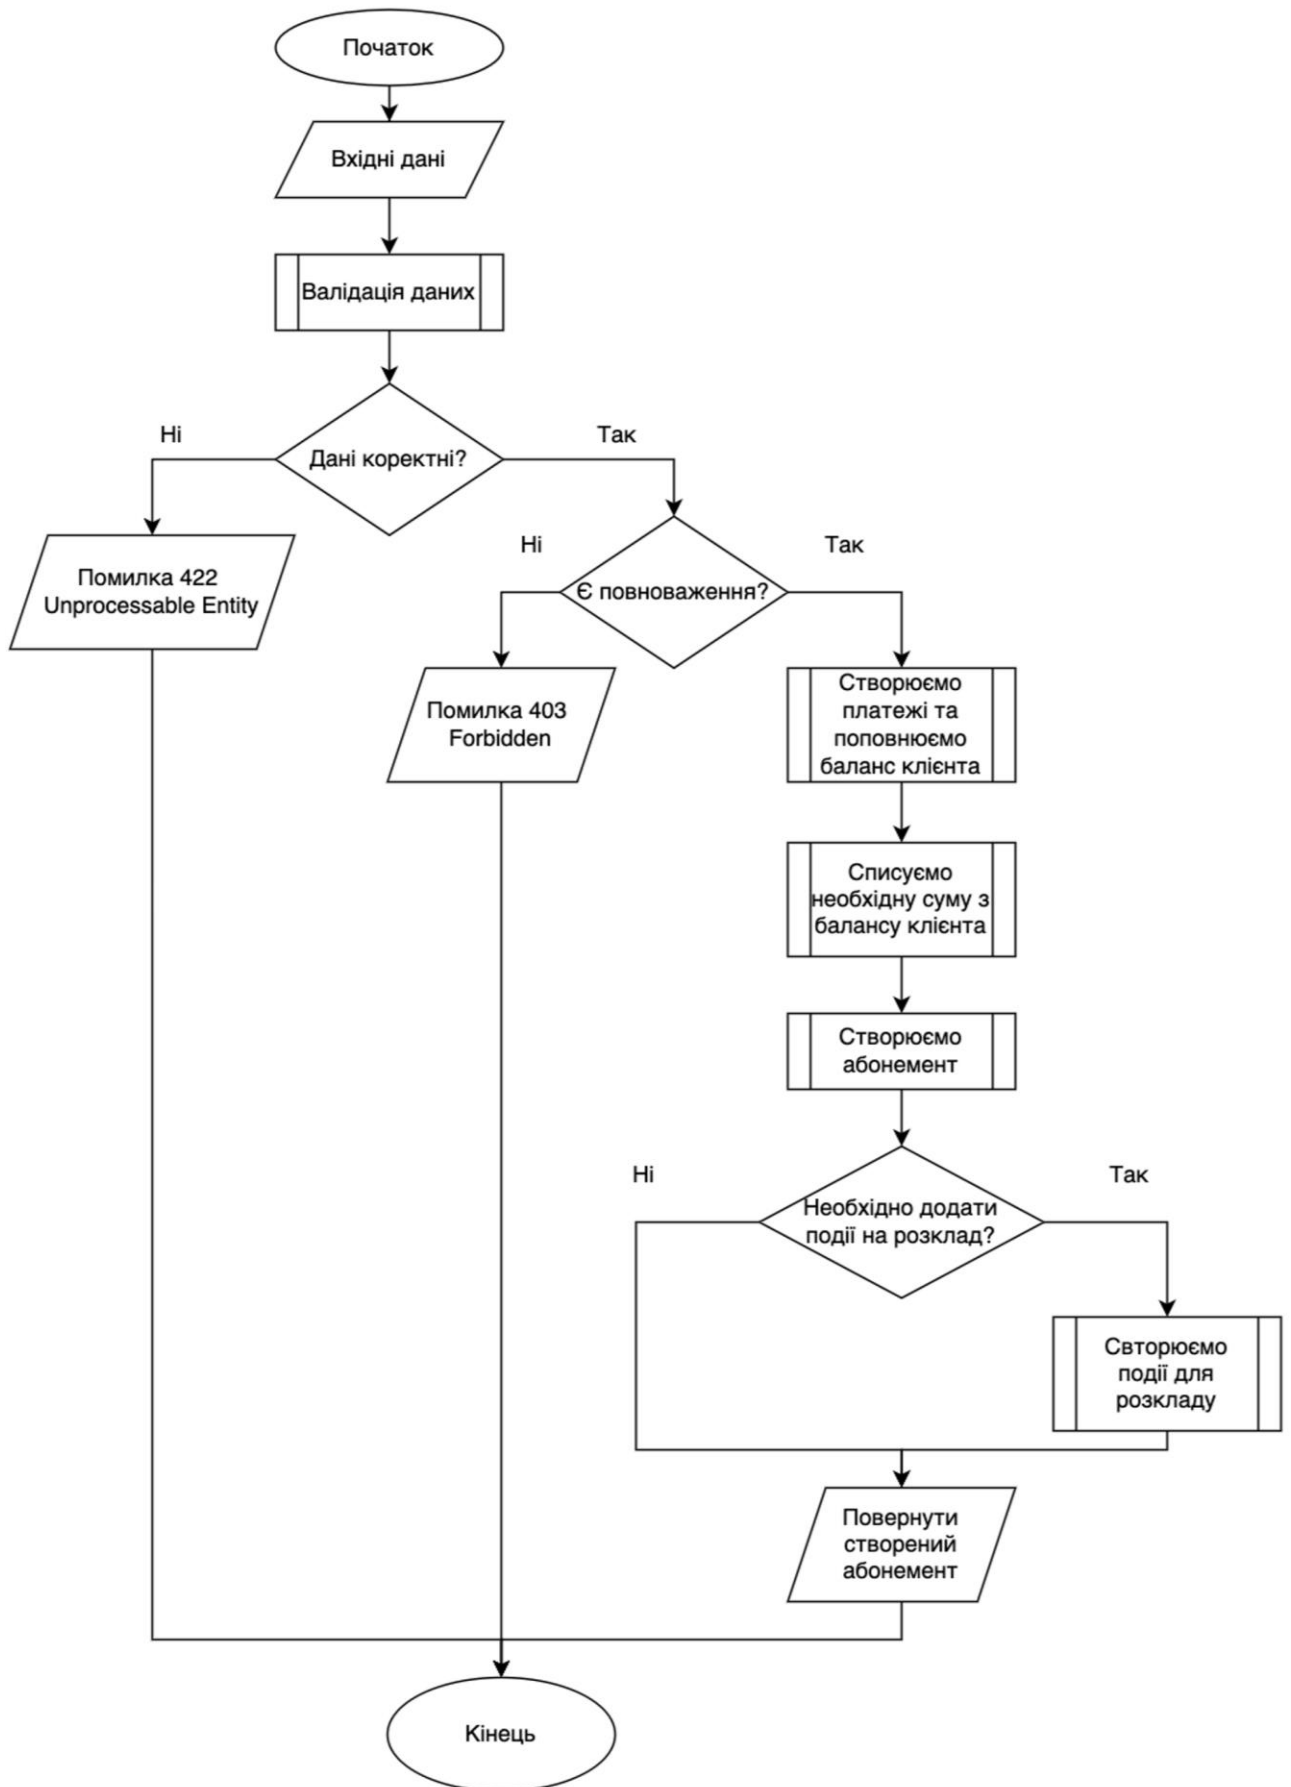 Початок
Вхідні дані
Валідація даних
Ні
Так
Дані коректні?
Помилка 422
Unprocessable Entity
Ні
Так
Є повноваження?
Помилка 403
Forbidden
Створюємо
платежі та
поповнюємо
баланс клієнта
Списуємо
необхідну суму з
балансу клієнта
Створюємо
абонемент
Ні
Так
Необхідно додати
події на розклад?
Свторюємо
події для
розкладу
Повернути
створений
абонемент
Кінець